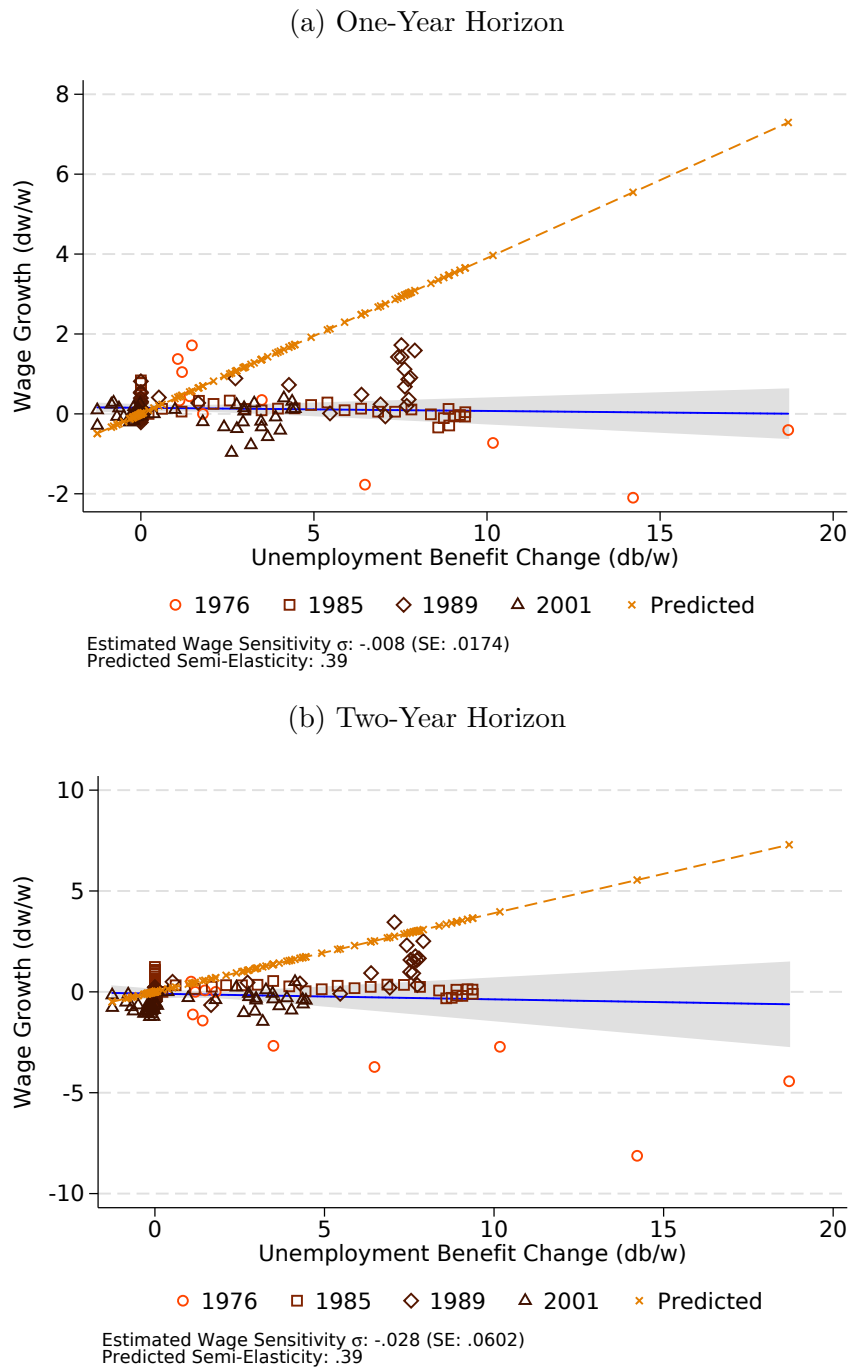 (a) One-Year Horizon
8
6
4
2
0
-2
Wage Growth (dw/w)
0 5 10 15 20
Unemployment Benefit Change (db/w)
1976 1985 1989 2001 Predicted
Estimated Wage Sensitivity σ: -.008 (SE: .0174)
Predicted Semi-Elasticity: .39
(b) Two-Year Horizon
10
5
0
-5
-10
Wage Growth (dw/w)
0 5 10 15 20
Unemployment Benefit Change (db/w)
1976 1985 1989 2001 Predicted
Estimated Wage Sensitivity σ: -.028 (SE: .0602)
Predicted Semi-Elasticity: .39